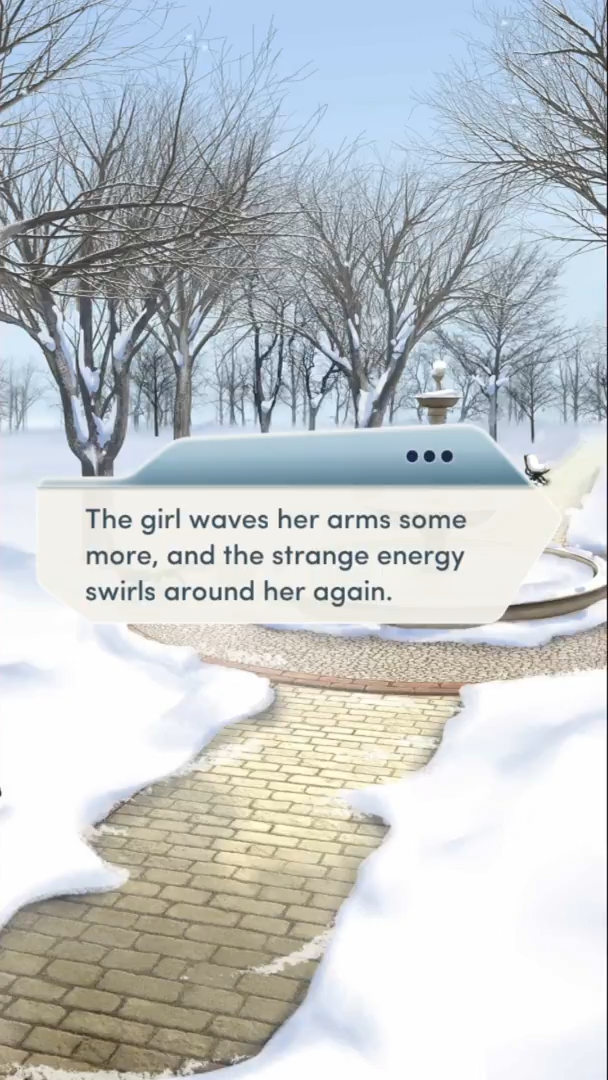 The girl waves her arms some
more, and the strange energy
swirls around her again.